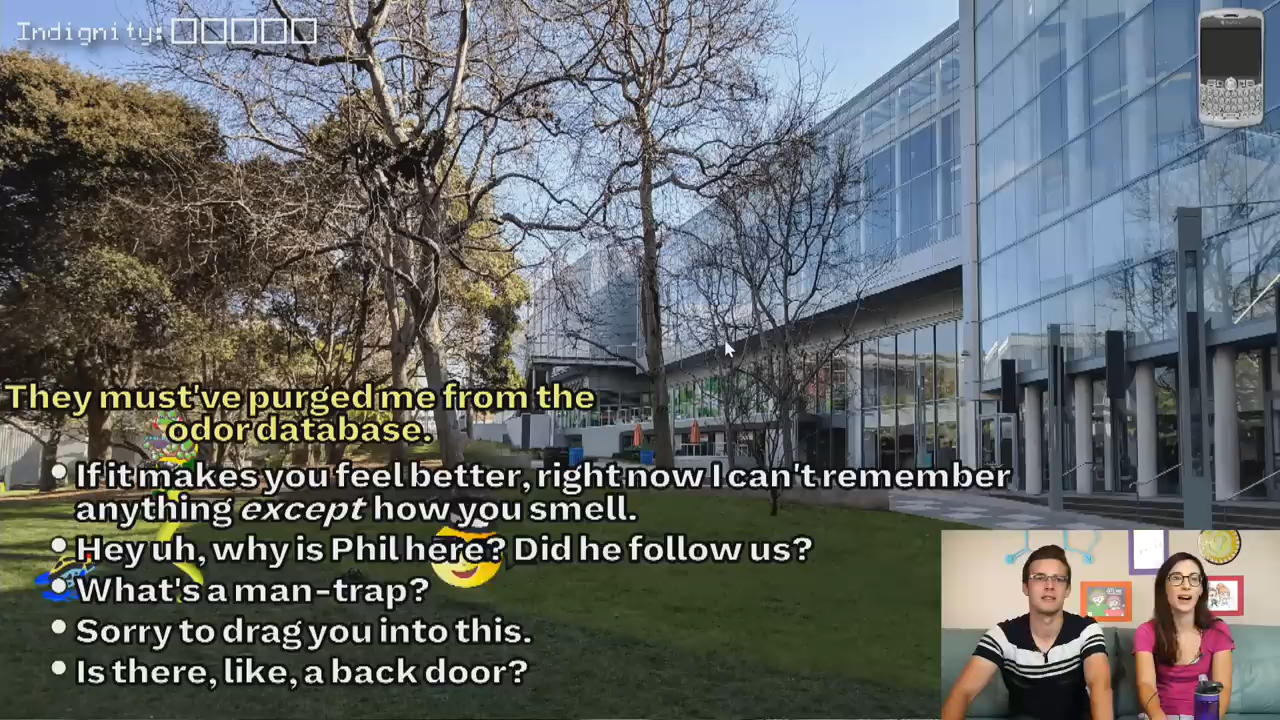 Indignity: □□□□□
They must've purged me from the
odor database.
• If it makes you feel better, right now I can't remember
anything except how you smell.
• Hey uh, why is Phil here? Did he follow us?
• What's a man-trap?
• Sorry to drag you into this.
• Is there, like, a back door?